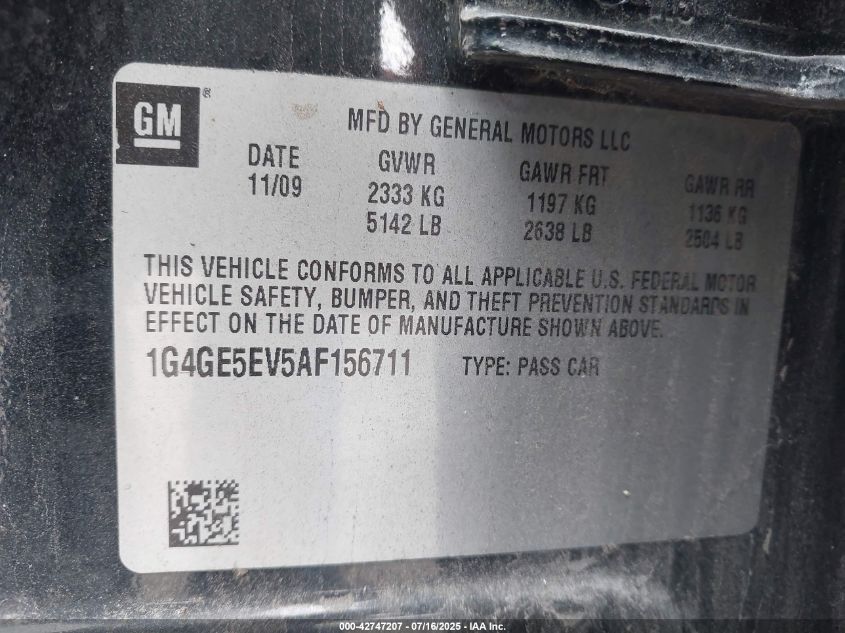 GM®
MFD BY GENERAL MOTORS LLC
DATE GVWR GAWR FRT GAWR RR
11/09 2333 KG 1197 KG 1136 KG
5142 LB 2638 LB 2504 LB
THIS VEHICLE CONFORMS TO ALL APPLICABLE U.S. FEDERAL MOTOR
VEHICLE SAFETY, BUMPER, AND THEFT PREVENTION STANDARDS IN
EFFECT ON THE DATE OF MANUFACTURE SHOWN ABOVE.
1G4GE5EV5AF156711 TYPE: PASS CAR
000-42747207 - 07/16/2025 - IAA Inc.